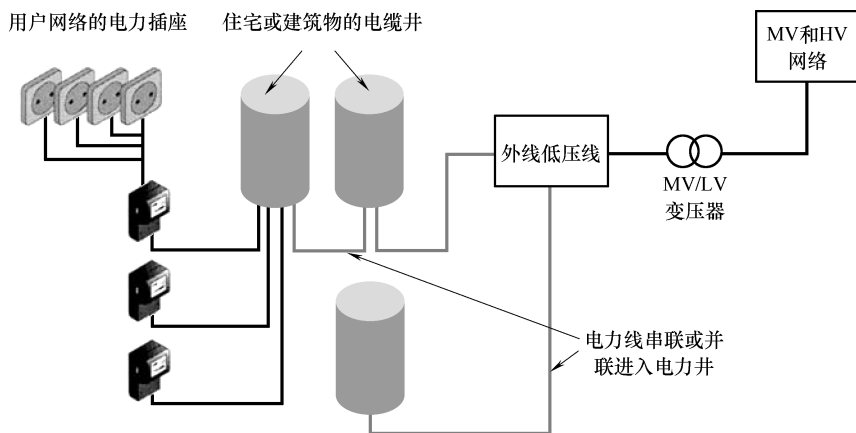 用户网络的电力插座
住宅或建筑物的电缆井
MV和HV
网络
外线低压线
MV/LV
变压器
电力线串联或并
联进入电力井